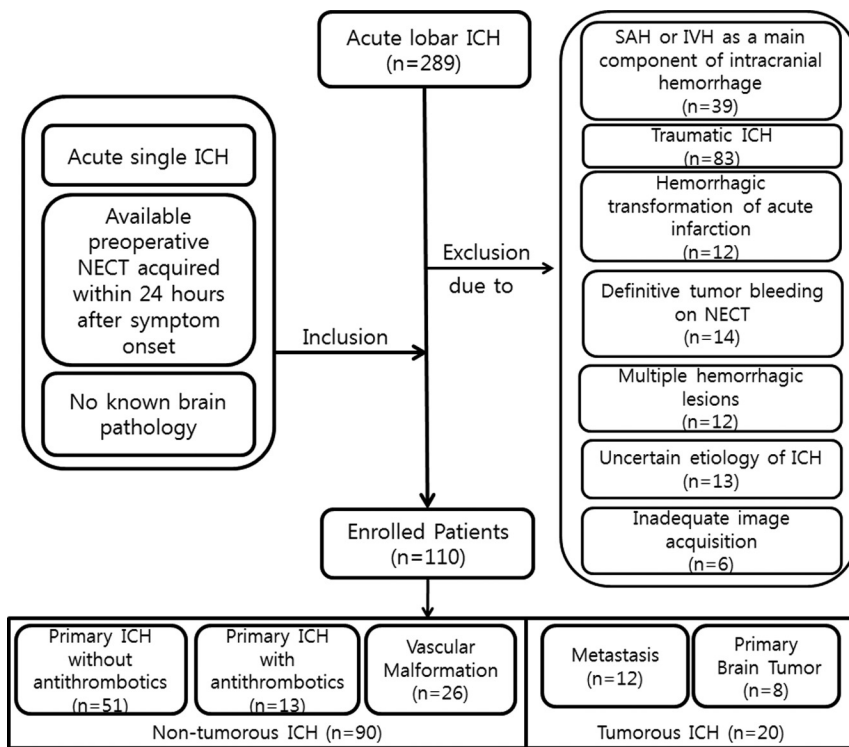 Acute lobar ICH
(n=289)
Acute single ICH
Available
preoperative
NECT acquired
within 24 hours
after symptom
onset
No known brain
pathology
Inclusion
Exclusion
due to
SAH or IVH as a main
component of intracranial
hemorrhage
(n=39)
Traumatic ICH
(n=83)
Hemorrhagic
transformation of acute
infarction
(n=12)
Definitive tumor bleeding
on NECT
(n=14)
Multiple hemorrhagic
lesions
(n=12)
Uncertain etiology of ICH
(n=13)
Inadequate image
acquisition
(n=6)
Enrolled Patients
(n=110)
Primary ICH
without
antithrombotics
(n=51)
Primary ICH
with
antithrombotics
(n=13)
Vascular
Malformation
(n=26)
Non-tumorous ICH (n=90)
Metastasis
(n=12)
Primary
Brain Tumor
(n=8)
Tumorous ICH (n=20)